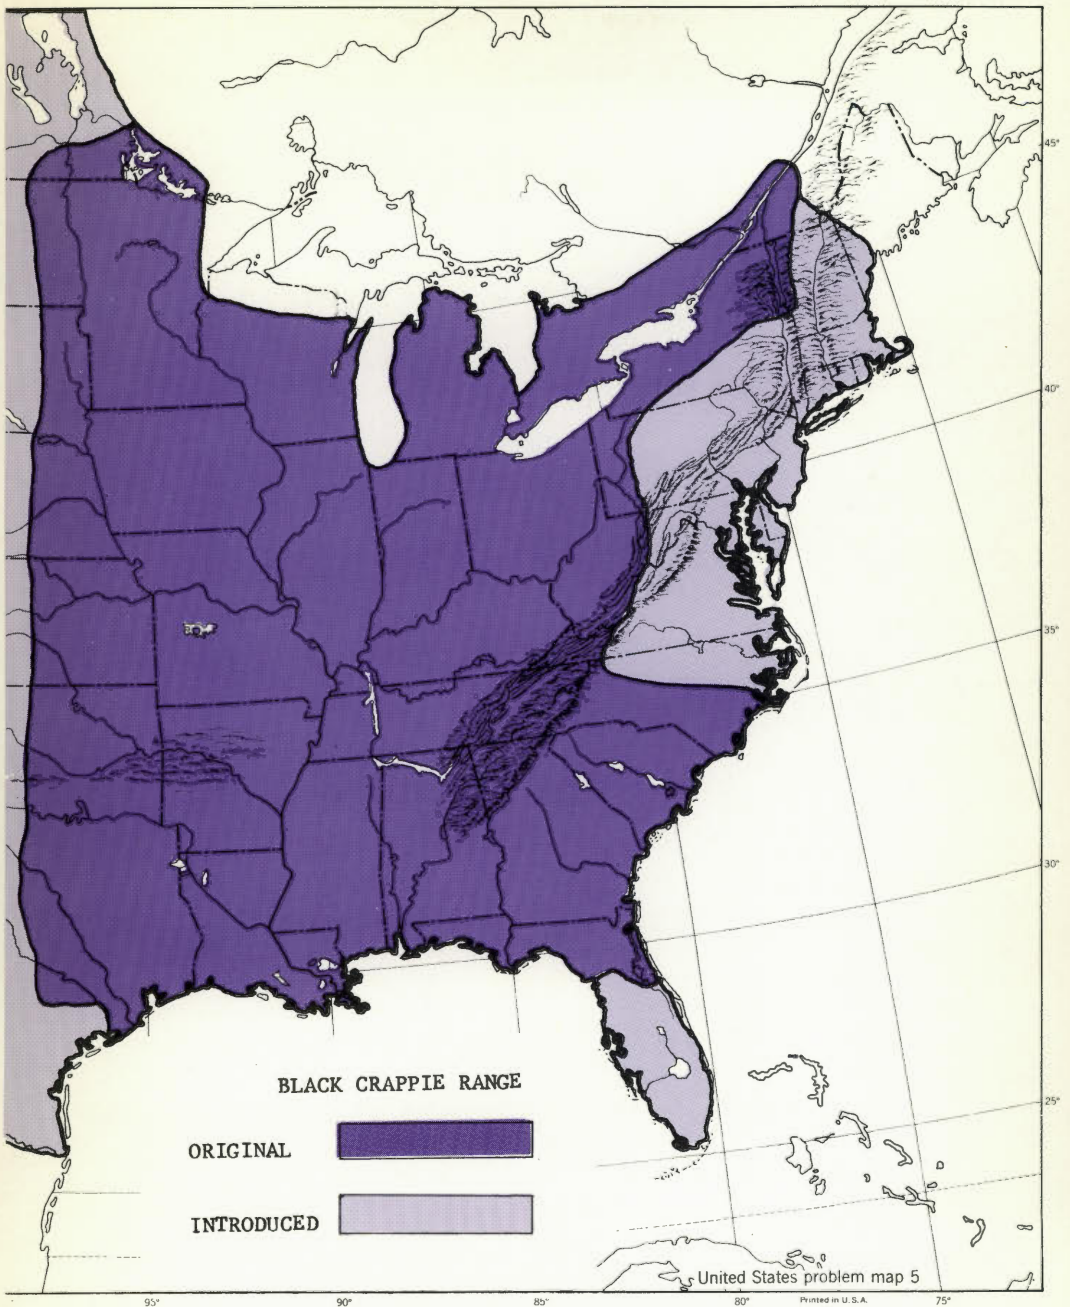 45°
40°
35°
30°
25°
BLACK CRAPPIE RANGE
ORIGINAL
INTRODUCED
United States problem map 5
95°
90°
85°
80°
Printed in U.S.A.
75°